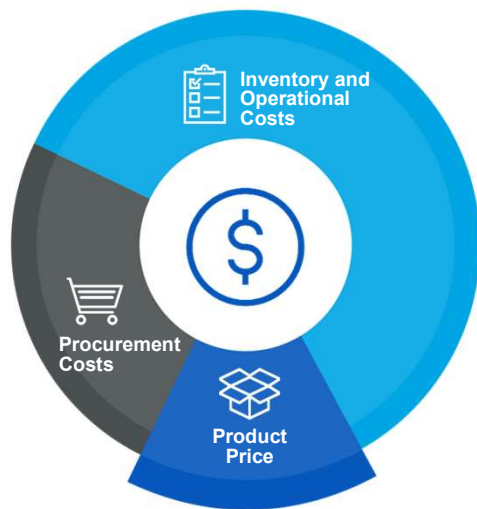 Inventory and
Operational
Costs
$
Procurement
Costs
Product
Price